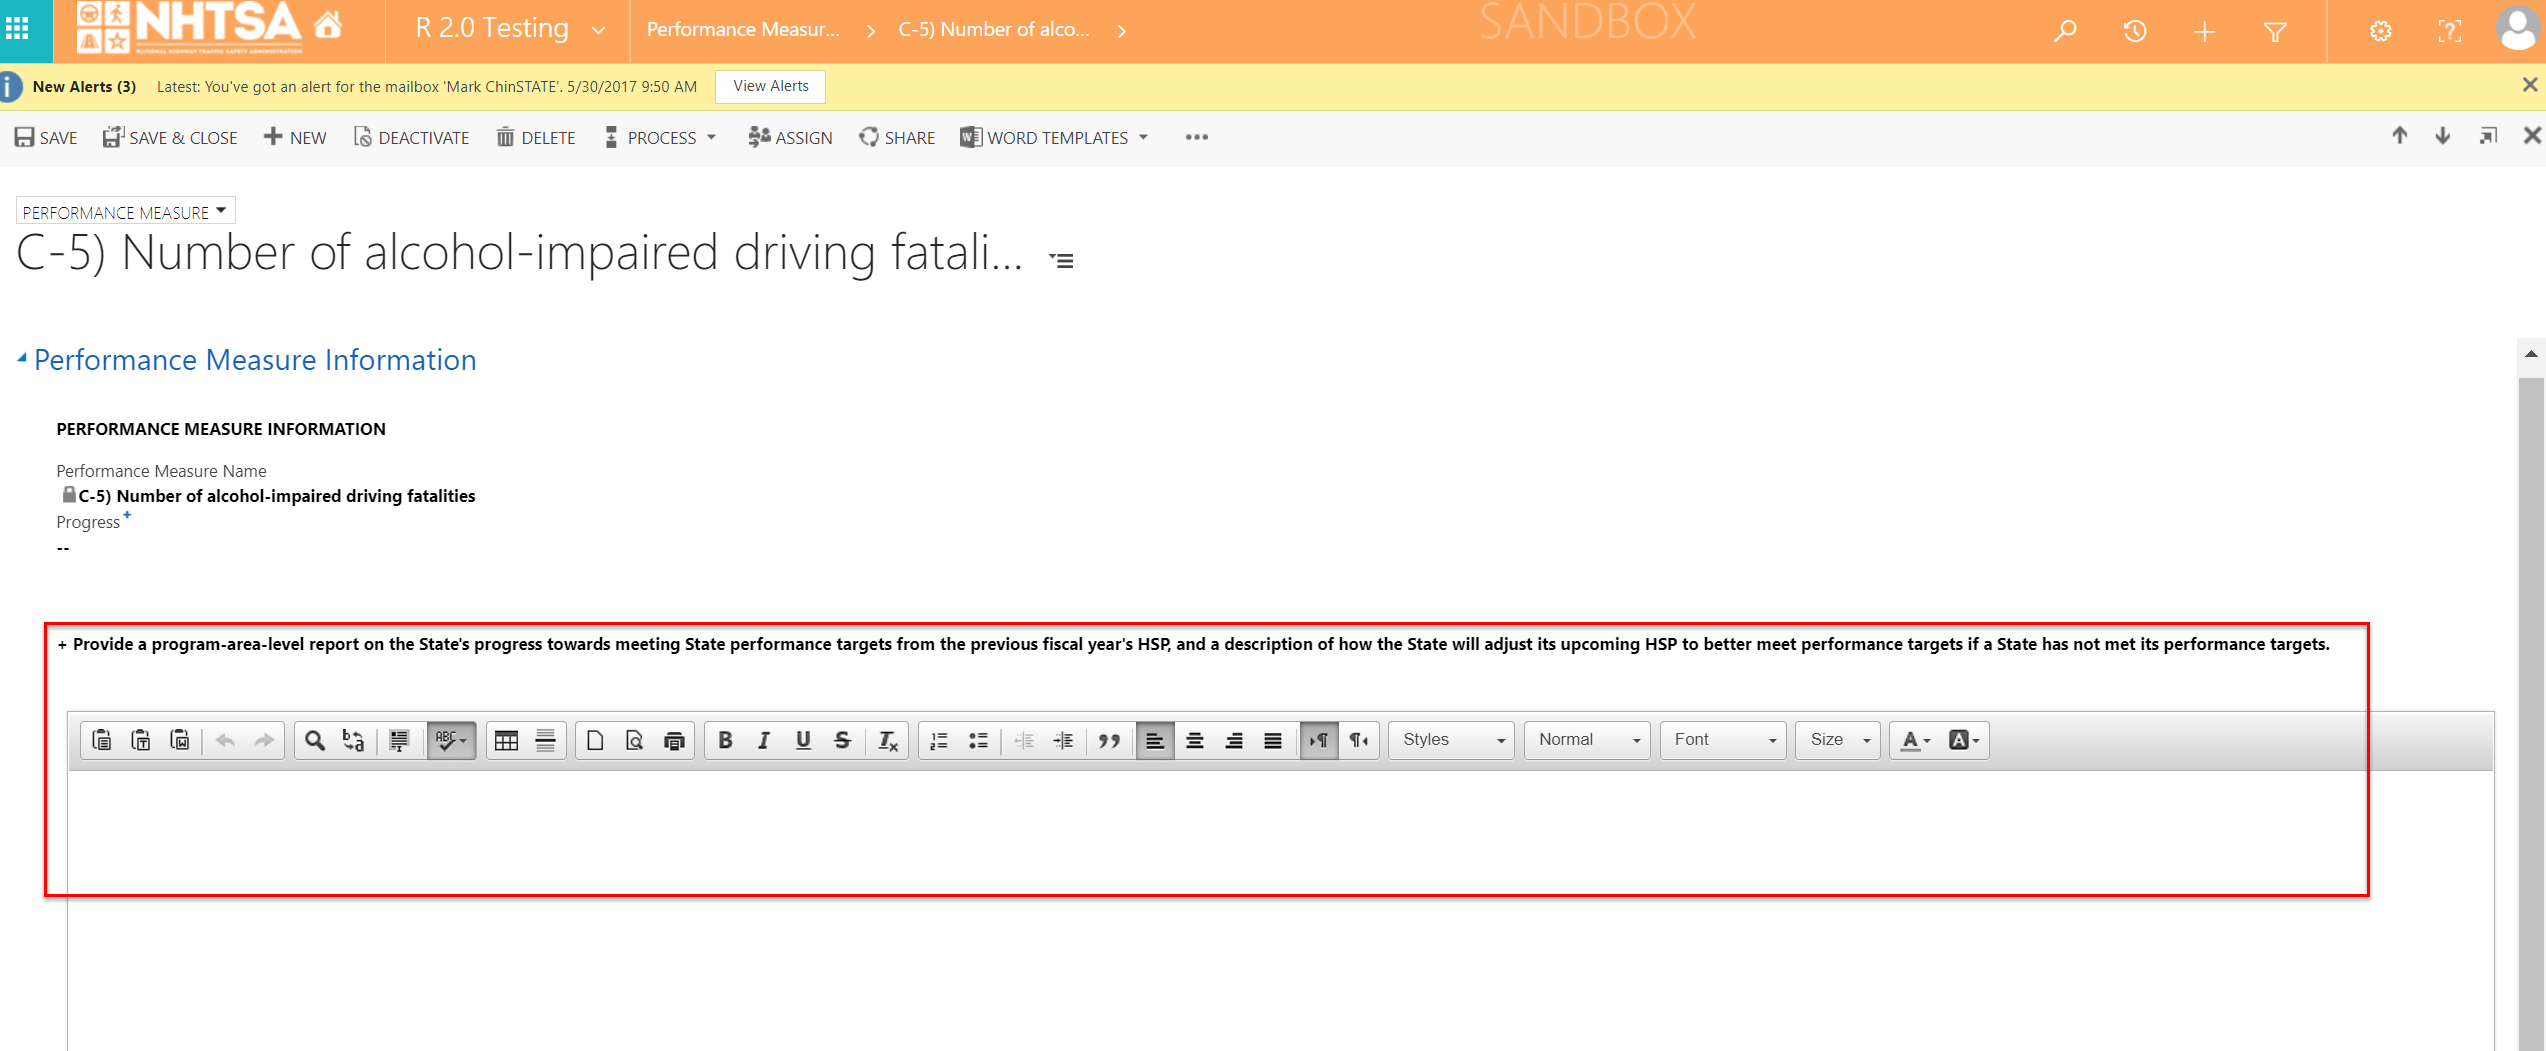 NHTSA
NATIONAL HIGHWAY TRAFFIC SAFETY ADMINISTRATION
R 2.0 Testing
Performance Measur...
C-5) Number of alco...
SANDBOX
New Alerts (3) Latest: You've got an alert for the mailbox 'Mark ChinSTATE'. 5/30/2017 9:50 AM View Alerts
SAVE SAVE & CLOSE NEW DEACTIVATE DELETE PROCESS ASSIGN SHARE WORD TEMPLATES
PERFORMANCE MEASURE
C-5) Number of alcohol-impaired driving fatali...
Performance Measure Information
PERFORMANCE MEASURE INFORMATION
Performance Measure Name
C-5) Number of alcohol-impaired driving fatalities
Progress +
--
+ Provide a program-area-level report on the State's progress towards meeting State performance targets from the previous fiscal year's HSP, and a description of how the State will adjust its upcoming HSP to better meet performance targets if a State has not met its performance targets.
Styles Normal Font Size